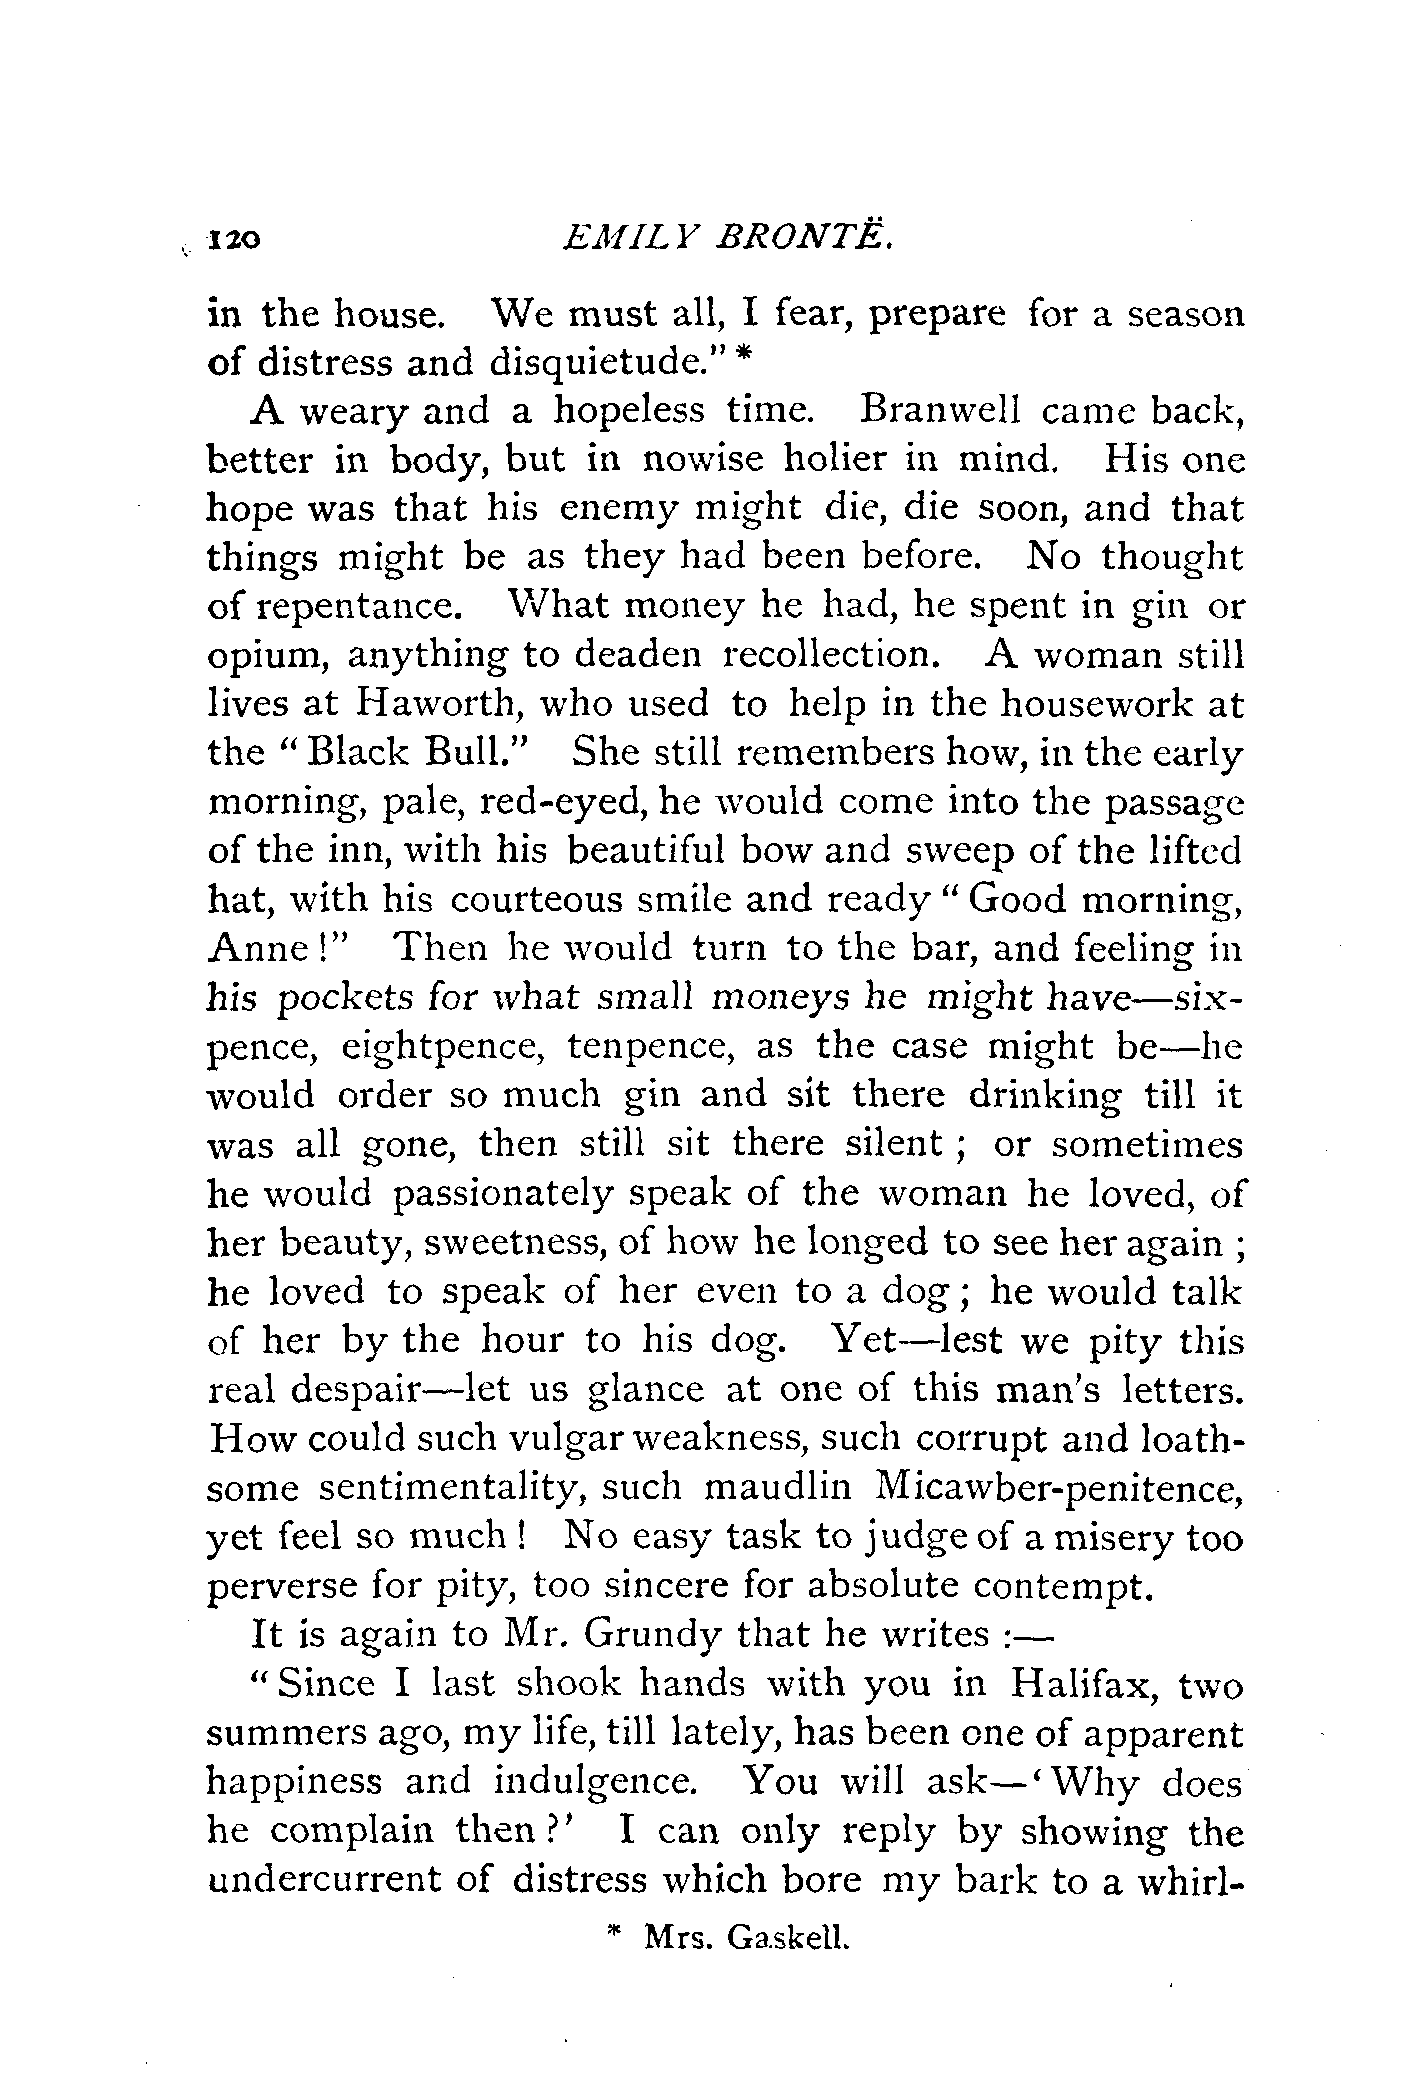 120 EMILY BRONTË.
in the house. We must all, I fear, prepare for a season
of distress and disquietude." *
A weary and a hopeless time. Branwell came back,
better in body, but in nowise holier in mind. His one
hope was that his enemy might die, die soon, and that
things might be as they had been before. No thought
of repentance. What money he had, he spent in gin or
opium, anything to deaden recollection. A woman still
lives at Haworth, who used to help in the housework at
the "Black Bull." She still remembers how, in the early
morning, pale, red-eyed, he would come into the passage
of the inn, with his beautiful bow and sweep of the lifted
hat, with his courteous smile and ready "Good morning,
Anne!" Then he would turn to the bar, and feeling in
his pockets for what small moneys he might have—six-
pence, eightpence, tenpence, as the case might be—he
would order so much gin and sit there drinking till it
was all gone, then still sit there silent; or sometimes
he would passionately speak of the woman he loved, of
her beauty, sweetness, of how he longed to see her again;
he loved to speak of her even to a dog; he would talk
of her by the hour to his dog. Yet—lest we pity this
real despair—let us glance at one of this man's letters.
How could such vulgar weakness, such corrupt and loath-
some sentimentality, such maudlin Micawber-penitence,
yet feel so much! No easy task to judge of a misery too
perverse for pity, too sincere for absolute contempt.
It is again to Mr. Grundy that he writes:—
"Since I last shook hands with you in Halifax, two
summers ago, my life, till lately, has been one of apparent
happiness and indulgence. You will ask—'Why does
he complain then?' I can only reply by showing the
undercurrent of distress which bore my bark to a whirl-
* Mrs. Gaskell.